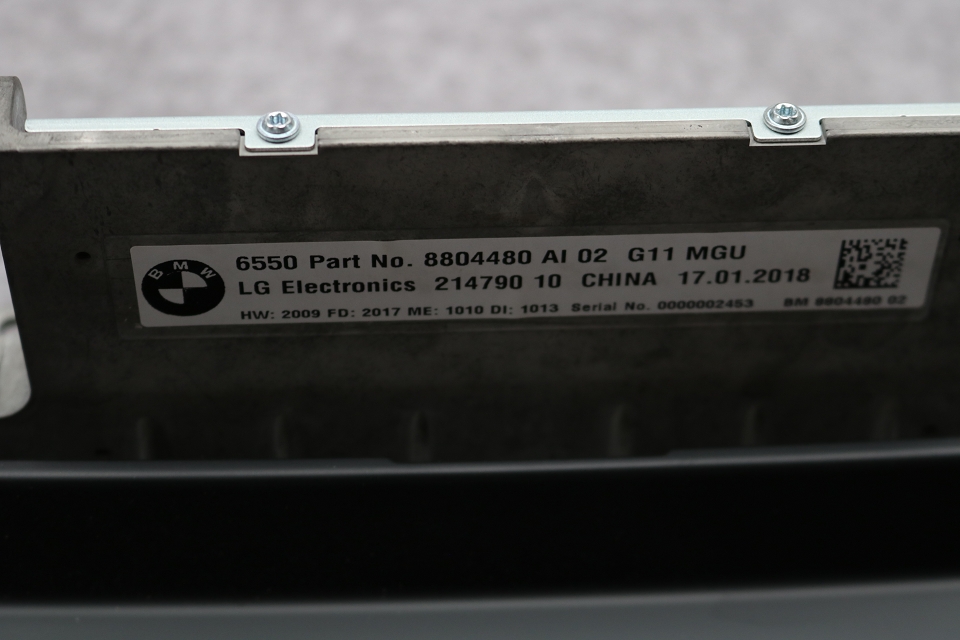 BMW
6550 Part No. 8804480 AI 02 G11 MGU
LG Electronics 214790 10 CHINA 17.01.2018
HW: 2009 FD: 2017 ME: 1010 DI: 1013 Serial No. 0000002453
BM 8804480 02